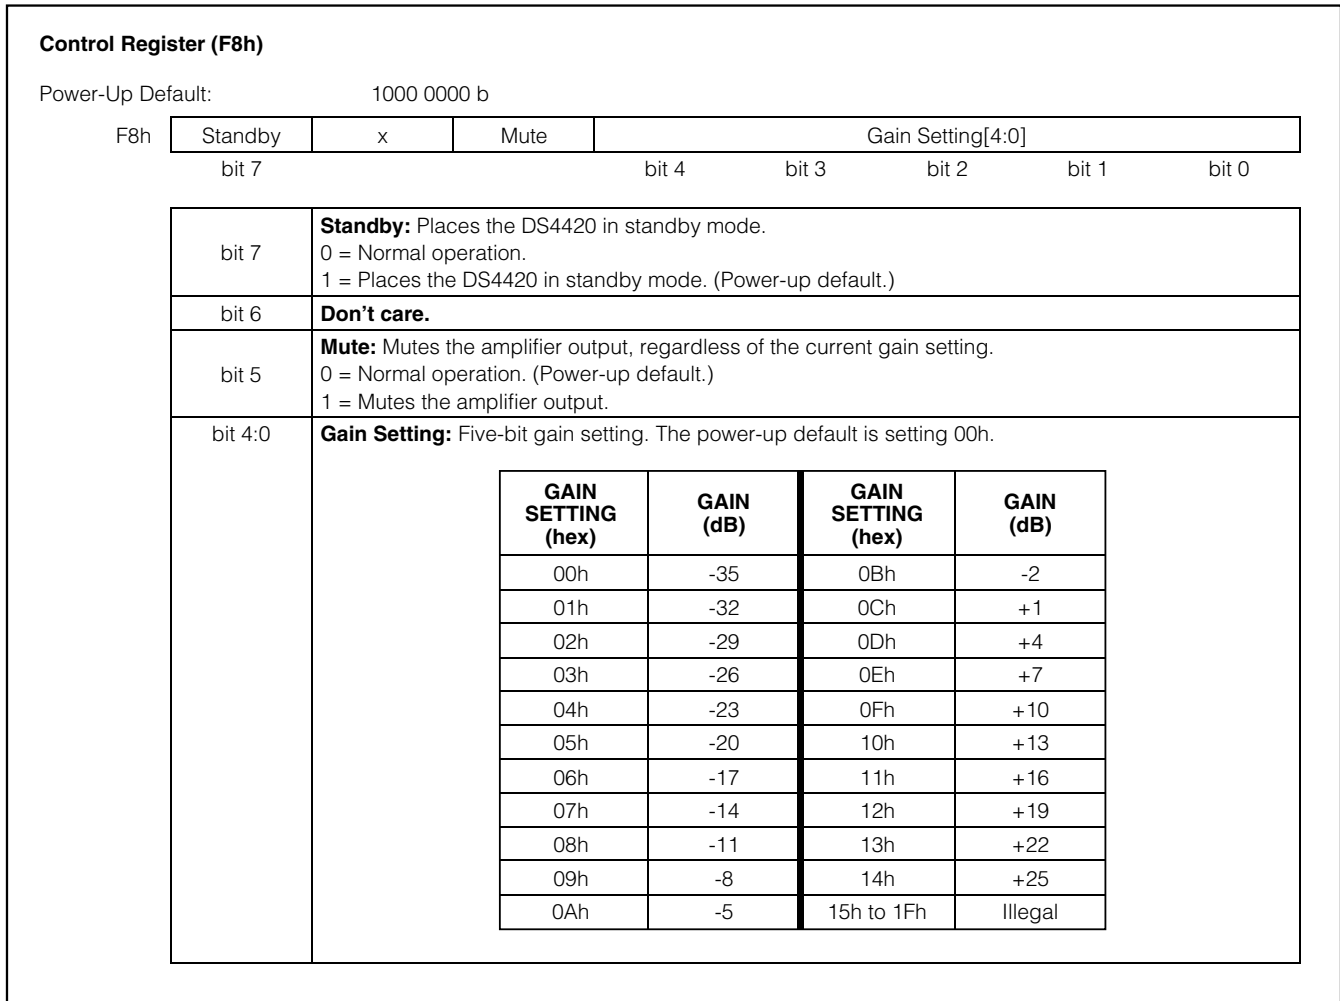 Control Register (F8h)
Power-Up Default: 1000 0000 b
F8h Standby x Mute Gain Setting[4:0]
bit 7 bit 4 bit 3 bit 2 bit 1 bit 0
bit 7
Standby: Places the DS4420 in standby mode.
0 = Normal operation.
1 = Places the DS4420 in standby mode. (Power-up default.)
bit 6 Don't care.
bit 5
Mute: Mutes the amplifier output, regardless of the current gain setting.
0 = Normal operation. (Power-up default.)
1 = Mutes the amplifier output.
bit 4:0 Gain Setting: Five-bit gain setting. The power-up default is setting 00h.
GAIN SETTING (hex) GAIN (dB) GAIN SETTING (hex) GAIN (dB)
00h -35 0Bh -2
01h -32 0Ch +1
02h -29 0Dh +4
03h -26 0Eh +7
04h -23 0Fh +10
05h -20 10h +13
06h -17 11h +16
07h -14 12h +19
08h -11 13h +22
09h -8 14h +25
0Ah -5 15h to 1Fh Illegal